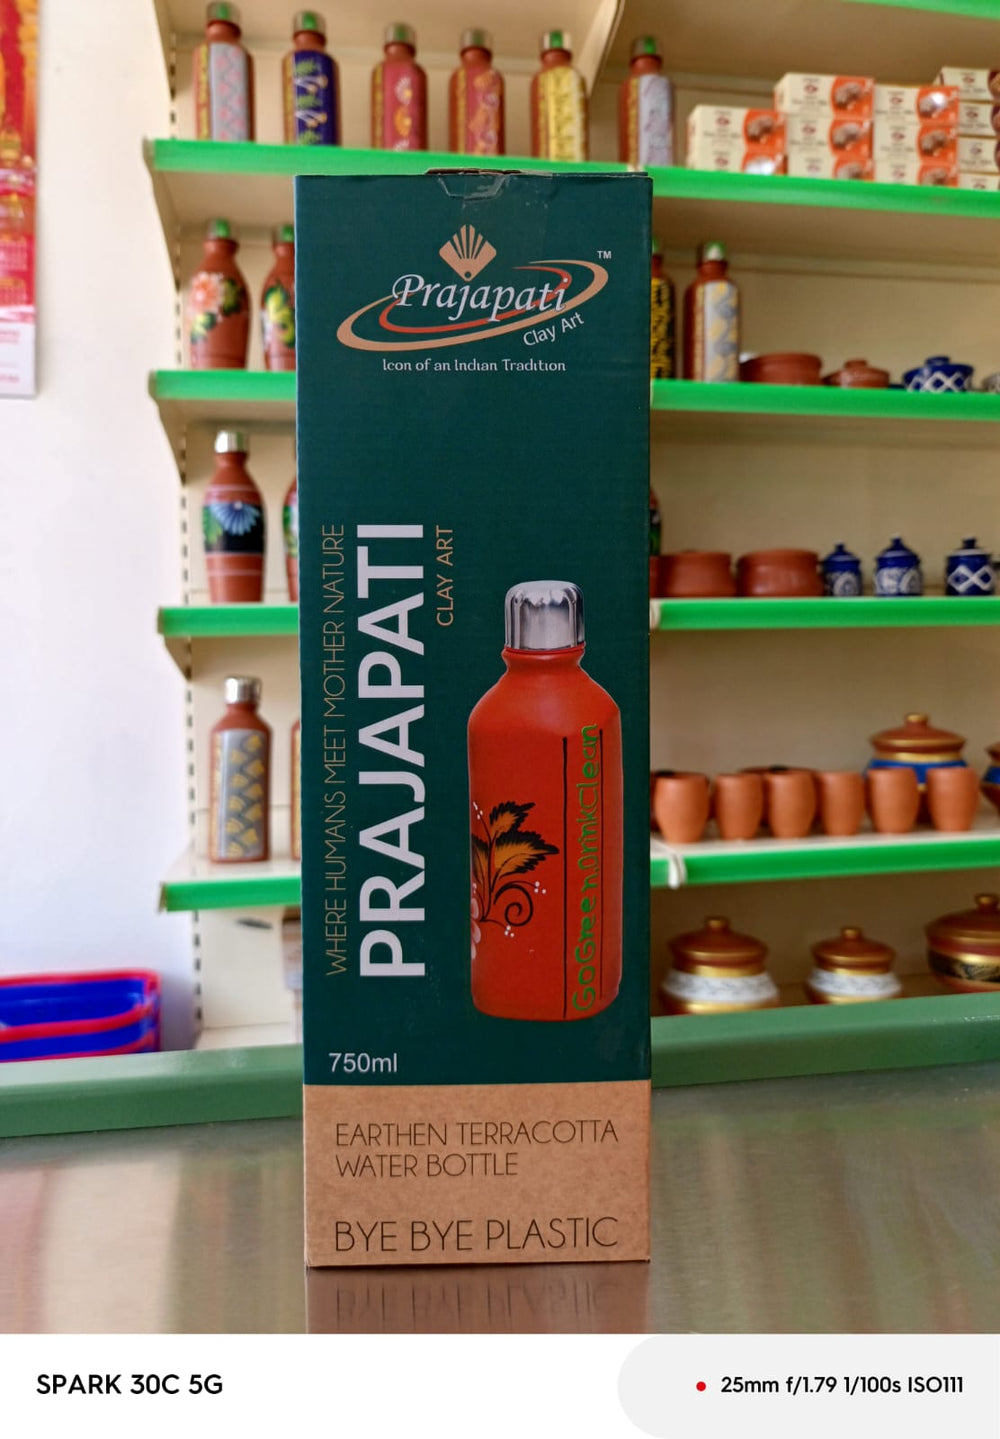 Prajapati
TM
Clay Art
Icon of an Indian Tradition
WHERE HUMANS MEET MOTHER NATURE
PRAJAPATI
CLAY ART
GoGreen.DrinkClean
750ml
EARTHEN TERRACOTTA
WATER BOTTLE
BYE BYE PLASTIC
SPARK 30C 5G
25mm f/1.79 1/100s ISO111